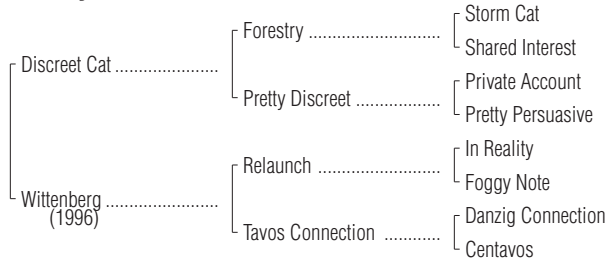 Storm Cat
Forestry ..............................
Shared Interest
Discreet Cat .......................
Private Account
Pretty Discreet ...................
Pretty Persuasive
In Reality
Relaunch ...........................
Foggy Note
Wittenberg .........................
(1996)
Danzig Connection
Tavos Connection ............
Centavos